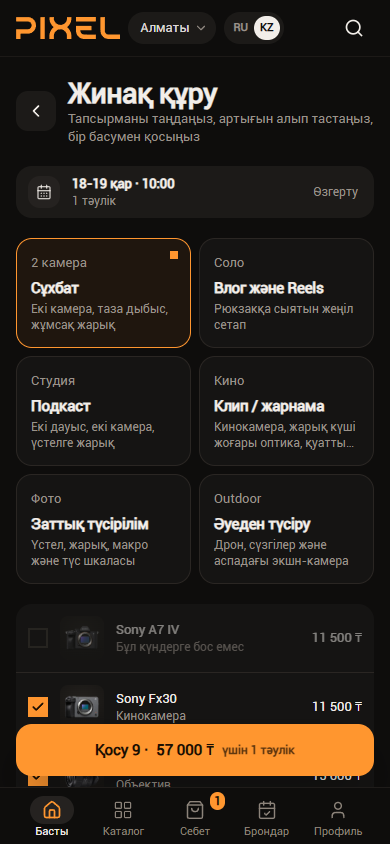 PIXEL
Алматы
RU KZ
Жинақ құру
Тапсырманы таңдаңыз, артығын алып тастаңыз,
бір басумен қосыңыз
18-19 қар · 10:00
1 тәулік
Өзгерту
2 камера
Сұхбат
Екі камера, таза дыбыс,
жұмсақ жарық
Соло
Влог және Reels
Рюкзакқа сыятын жеңіл
сетап
Студия
Подкаст
Екі дауыс, екі камера,
үстелге жарық
Кино
Клип / жарнама
Кинокамера, жарық күші
жоғары оптика, қуатты...
Фото
Заттық түсірілім
Үстел, жарық, макро
және түс шкаласы
Outdoor
Әуеден түсіру
Дрон, сүзгілер және
аспадағы экшн-камера
Sony A7 IV
Бұл күндерге бос емес
11 500 ₸
Sony Fx30
Кинокамера
11 500 ₸
Қосу 9 · 57 000 ₸ үшін 1 тәулік
Объектив
15 000 ₸
1
Басты
Каталог
Себет
Брондар
Профиль